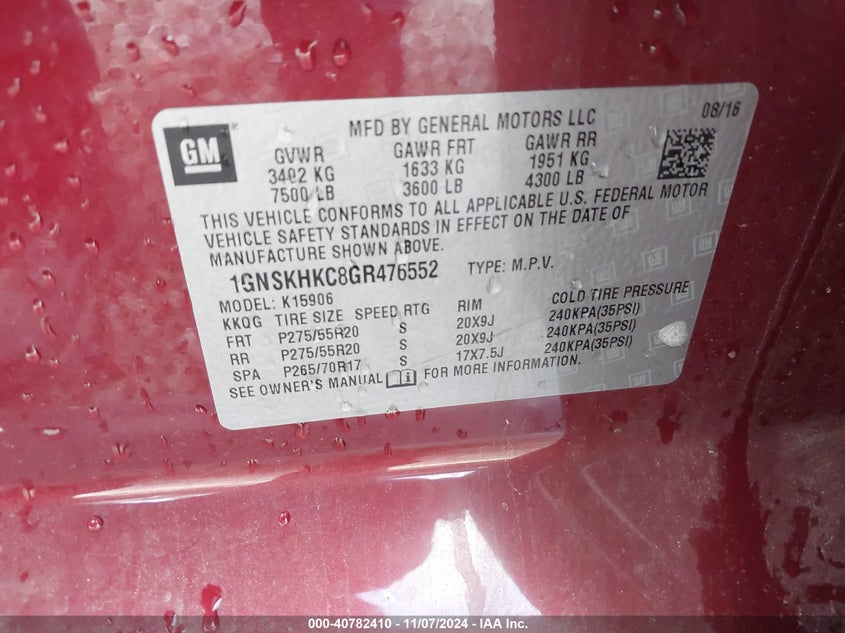 MFD BY GENERAL MOTORS LLC 08/16
GM
GVWR GAWR FRT GAWR RR
3402 KG 1633 KG 1951 KG
7500 LB 3600 LB 4300 LB
THIS VEHICLE CONFORMS TO ALL APPLICABLE U.S. FEDERAL MOTOR
VEHICLE SAFETY STANDARDS IN EFFECT ON THE DATE OF
MANUFACTURE SHOWN ABOVE.
1GNSKHKC8GR476552 TYPE: M.P.V.
MODEL: K15906
KKQG TIRE SIZE SPEED RTG RIM COLD TIRE PRESSURE
FRT P275/55R20 S 20X9J 240KPA(35PSI)
RR P275/55R20 S 20X9J 240KPA(35PSI)
SPA P265/70R17 S 17X7.5J 240KPA(35PSI)
SEE OWNER'S MANUAL FOR MORE INFORMATION.
000-40782410 - 11/07/2024 - IAA Inc.